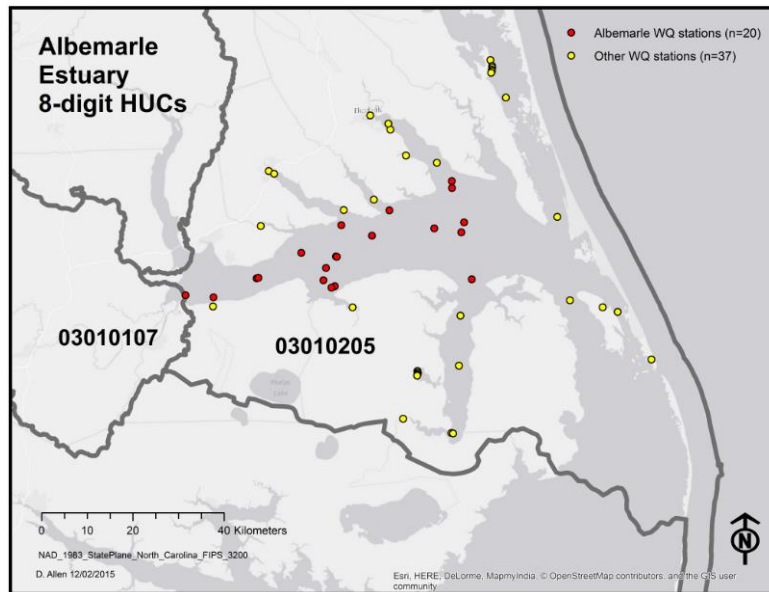 Albemarle
Estuary
8-digit HUCs
Albemarle WQ stations (n=20)
Other WQ stations (n=37)
03010107
03010205
0 10 20 40 Kilometers
NAD_1983_StatePlane_North_Carolina_FIPS_3200
D. Allen 12/02/2015
N
Esri, HERE, DeLorme, MapmyIndia, © OpenStreetMap contributors, and the GIS user
community